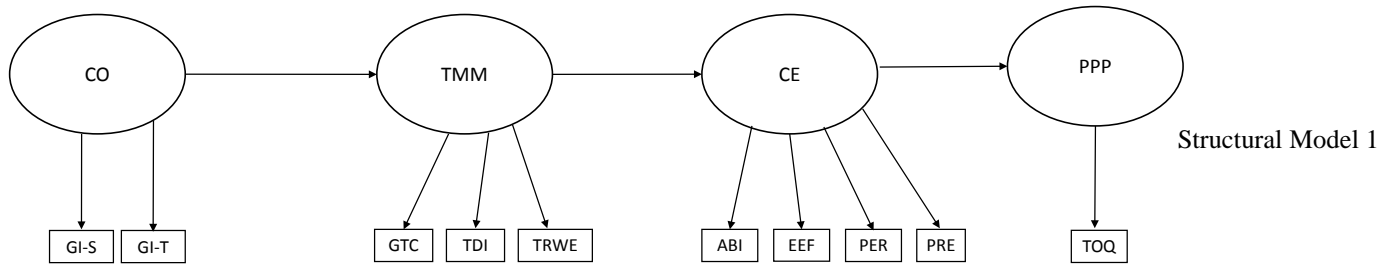 CO
TMM
CE
PPP
Structural Model 1
GI-S
GI-T
GTC
TDI
TRWE
ABI
EEF
PER
PRE
TOQ